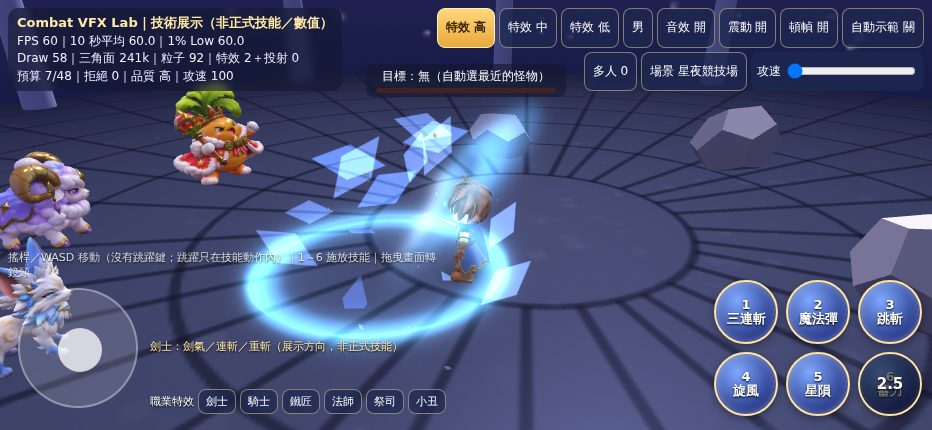 Combat VFX Lab｜技術展示（非正式技能／數值）
FPS 60｜10 秒平均 60.0｜1% Low 60.0
Draw 58｜三角面 241k｜粒子 92｜特效 2＋投射 0
預算 7/48｜拒絕 0｜品質 高｜攻速 100
特效 高
特效 中
特效 低
男
音效 開
震動 開
頓幀 開
自動示範 關
多人 0
場景 星夜競技場
攻速
目標：無（自動選最近的怪物）
搖桿／WASD 移動（沒有跳躍鍵；跳躍只在技能動作內）｜1～6 施放技能｜拖曳畫面轉
鏡頭
劍士：劍氣／連斬／重斬（展示方向，非正式技能）
職業特效
劍士
騎士
鐵匠
法師
祭司
小丑
1
三連斬
2
魔法彈
3
跳斬
4
旋風
5
星隕
6
2.5
蓄力